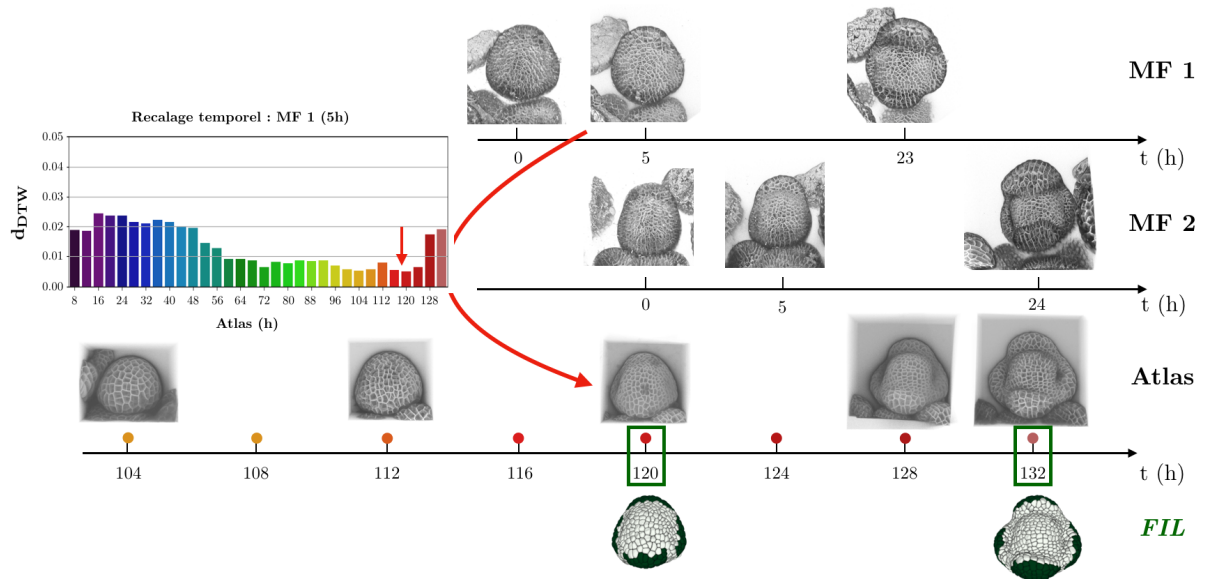 MF 1
0 5 23 t (h)
Recalage temporel : MF 1 (5h)
0.05
0.04
0.03
0.02
0.01
0.00
d_DTW
8 16 24 32 40 48 56 64 72 80 88 96 104 112 120 128
Atlas (h)
MF 2
0 5 24 t (h)
Atlas
104 108 112 116 120 124 128 132 t (h)
FIL